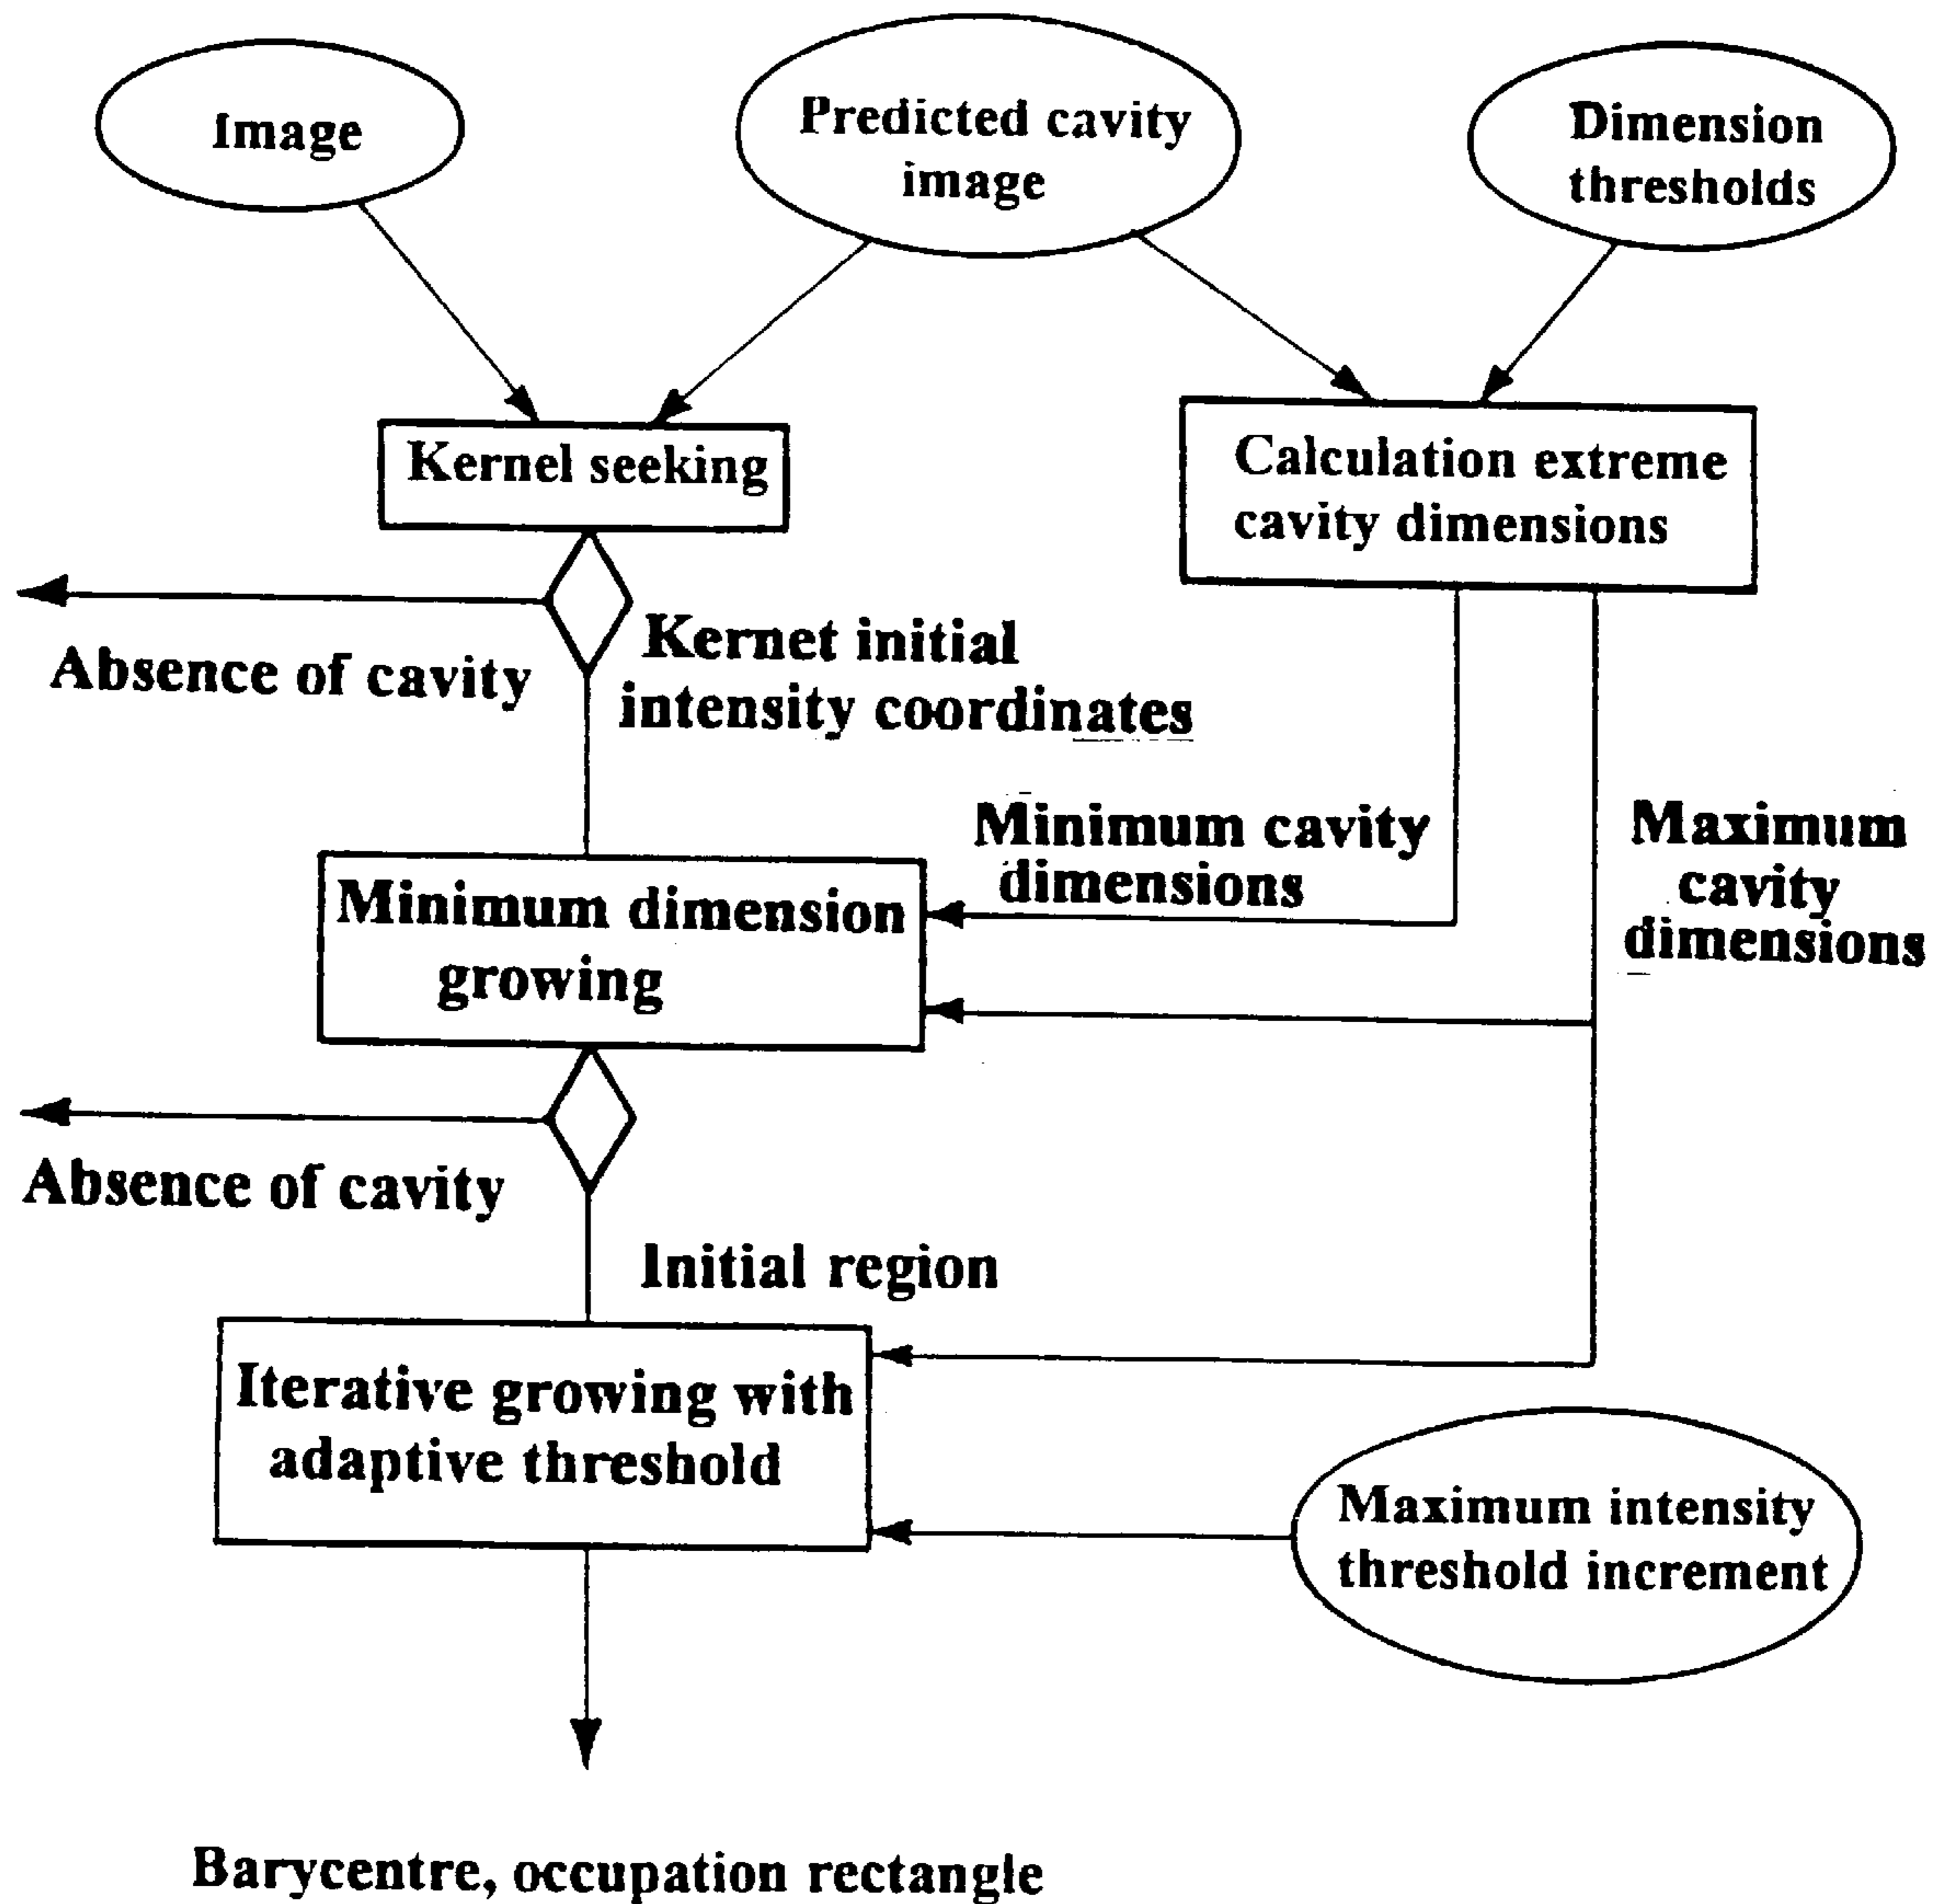 Image
Predicted cavity
image
Dimension
thresholds
Kernel seeking
Calculation extreme
cavity dimensions
Absence of cavity
Kernet initial
intensity coordinates
Minimum cavity
dimensions
Maximum
cavity
dimensions
Minimum dimension
growing
Absence of cavity
Initial region
Iterative growing with
adaptive threshold
Maximum intensity
threshold increment
Barycentre, occupation rectangle